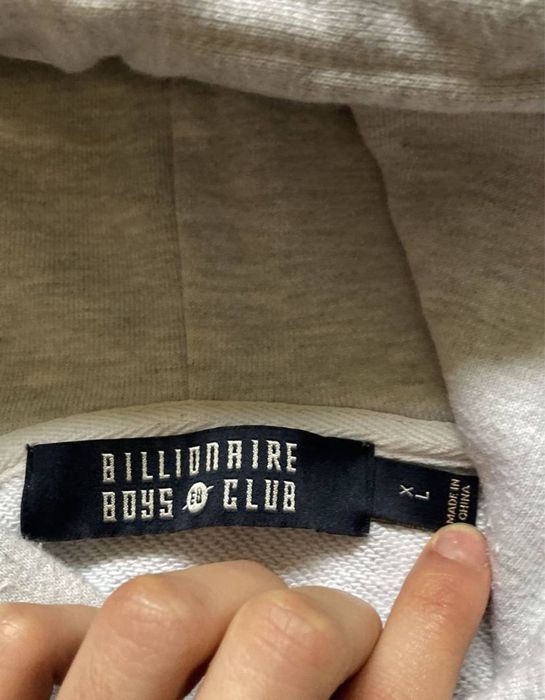 BILLIONAIRE
BOYS CLUB
XL
MADE IN
CHINA